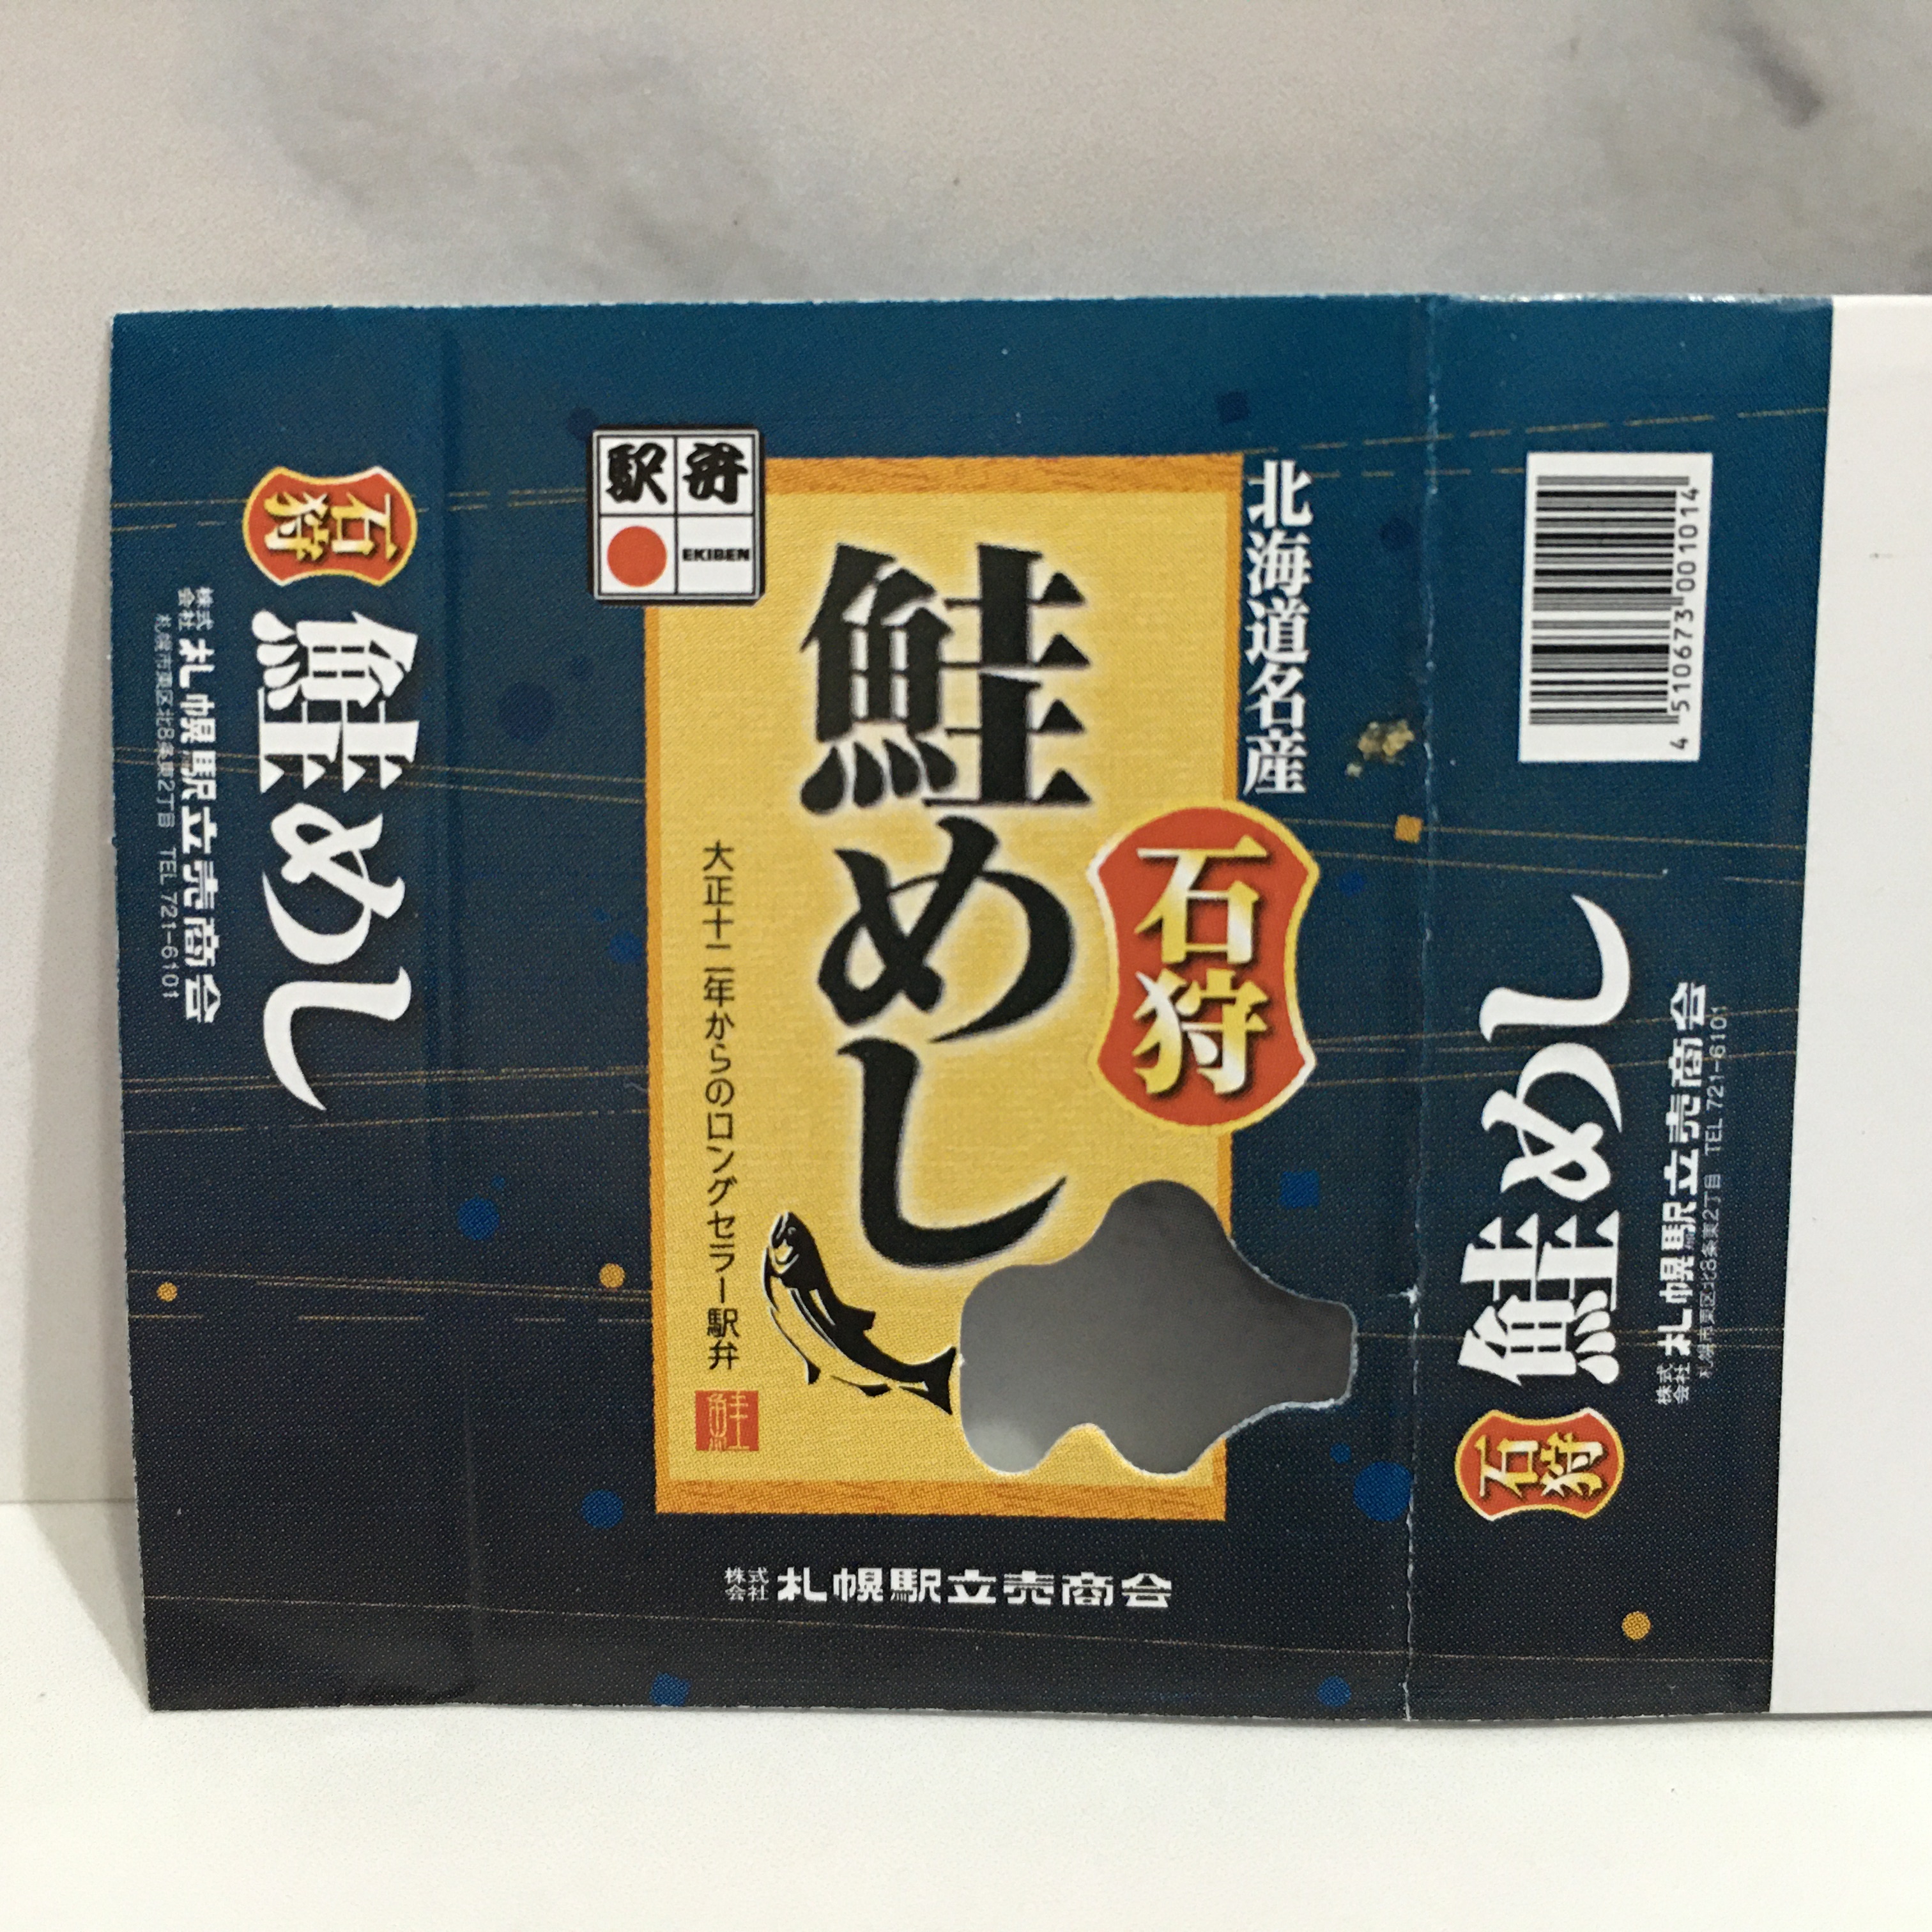 北海道名産
石狩
鮭めし
大正十二年からのロングセラー駅弁
鮭
駅弁
EKIBEN
株式会社 札幌駅立売商会
石狩
鮭めし
株式会社 札幌駅立売商会
札幌市東区北8条東2丁目 TEL 721-6101
4510673001014
石狩
鮭めし
株式会社 札幌駅立売商会
札幌市東区北8条東2丁目 TEL 721-6101